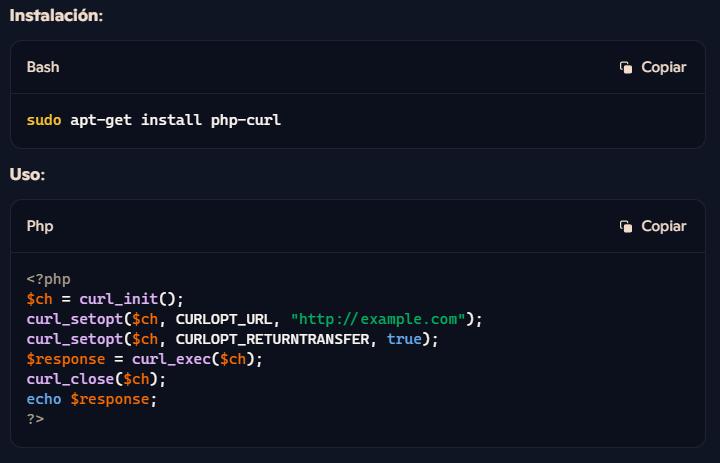 Instalación:
Bash
Copiar
sudo apt-get install php-curl
Uso:
Php
Copiar
<?php
$ch = curl_init();
curl_setopt($ch, CURLOPT_URL, "http://example.com");
curl_setopt($ch, CURLOPT_RETURNTRANSFER, true);
$response = curl_exec($ch);
curl_close($ch);
echo $response;
?>